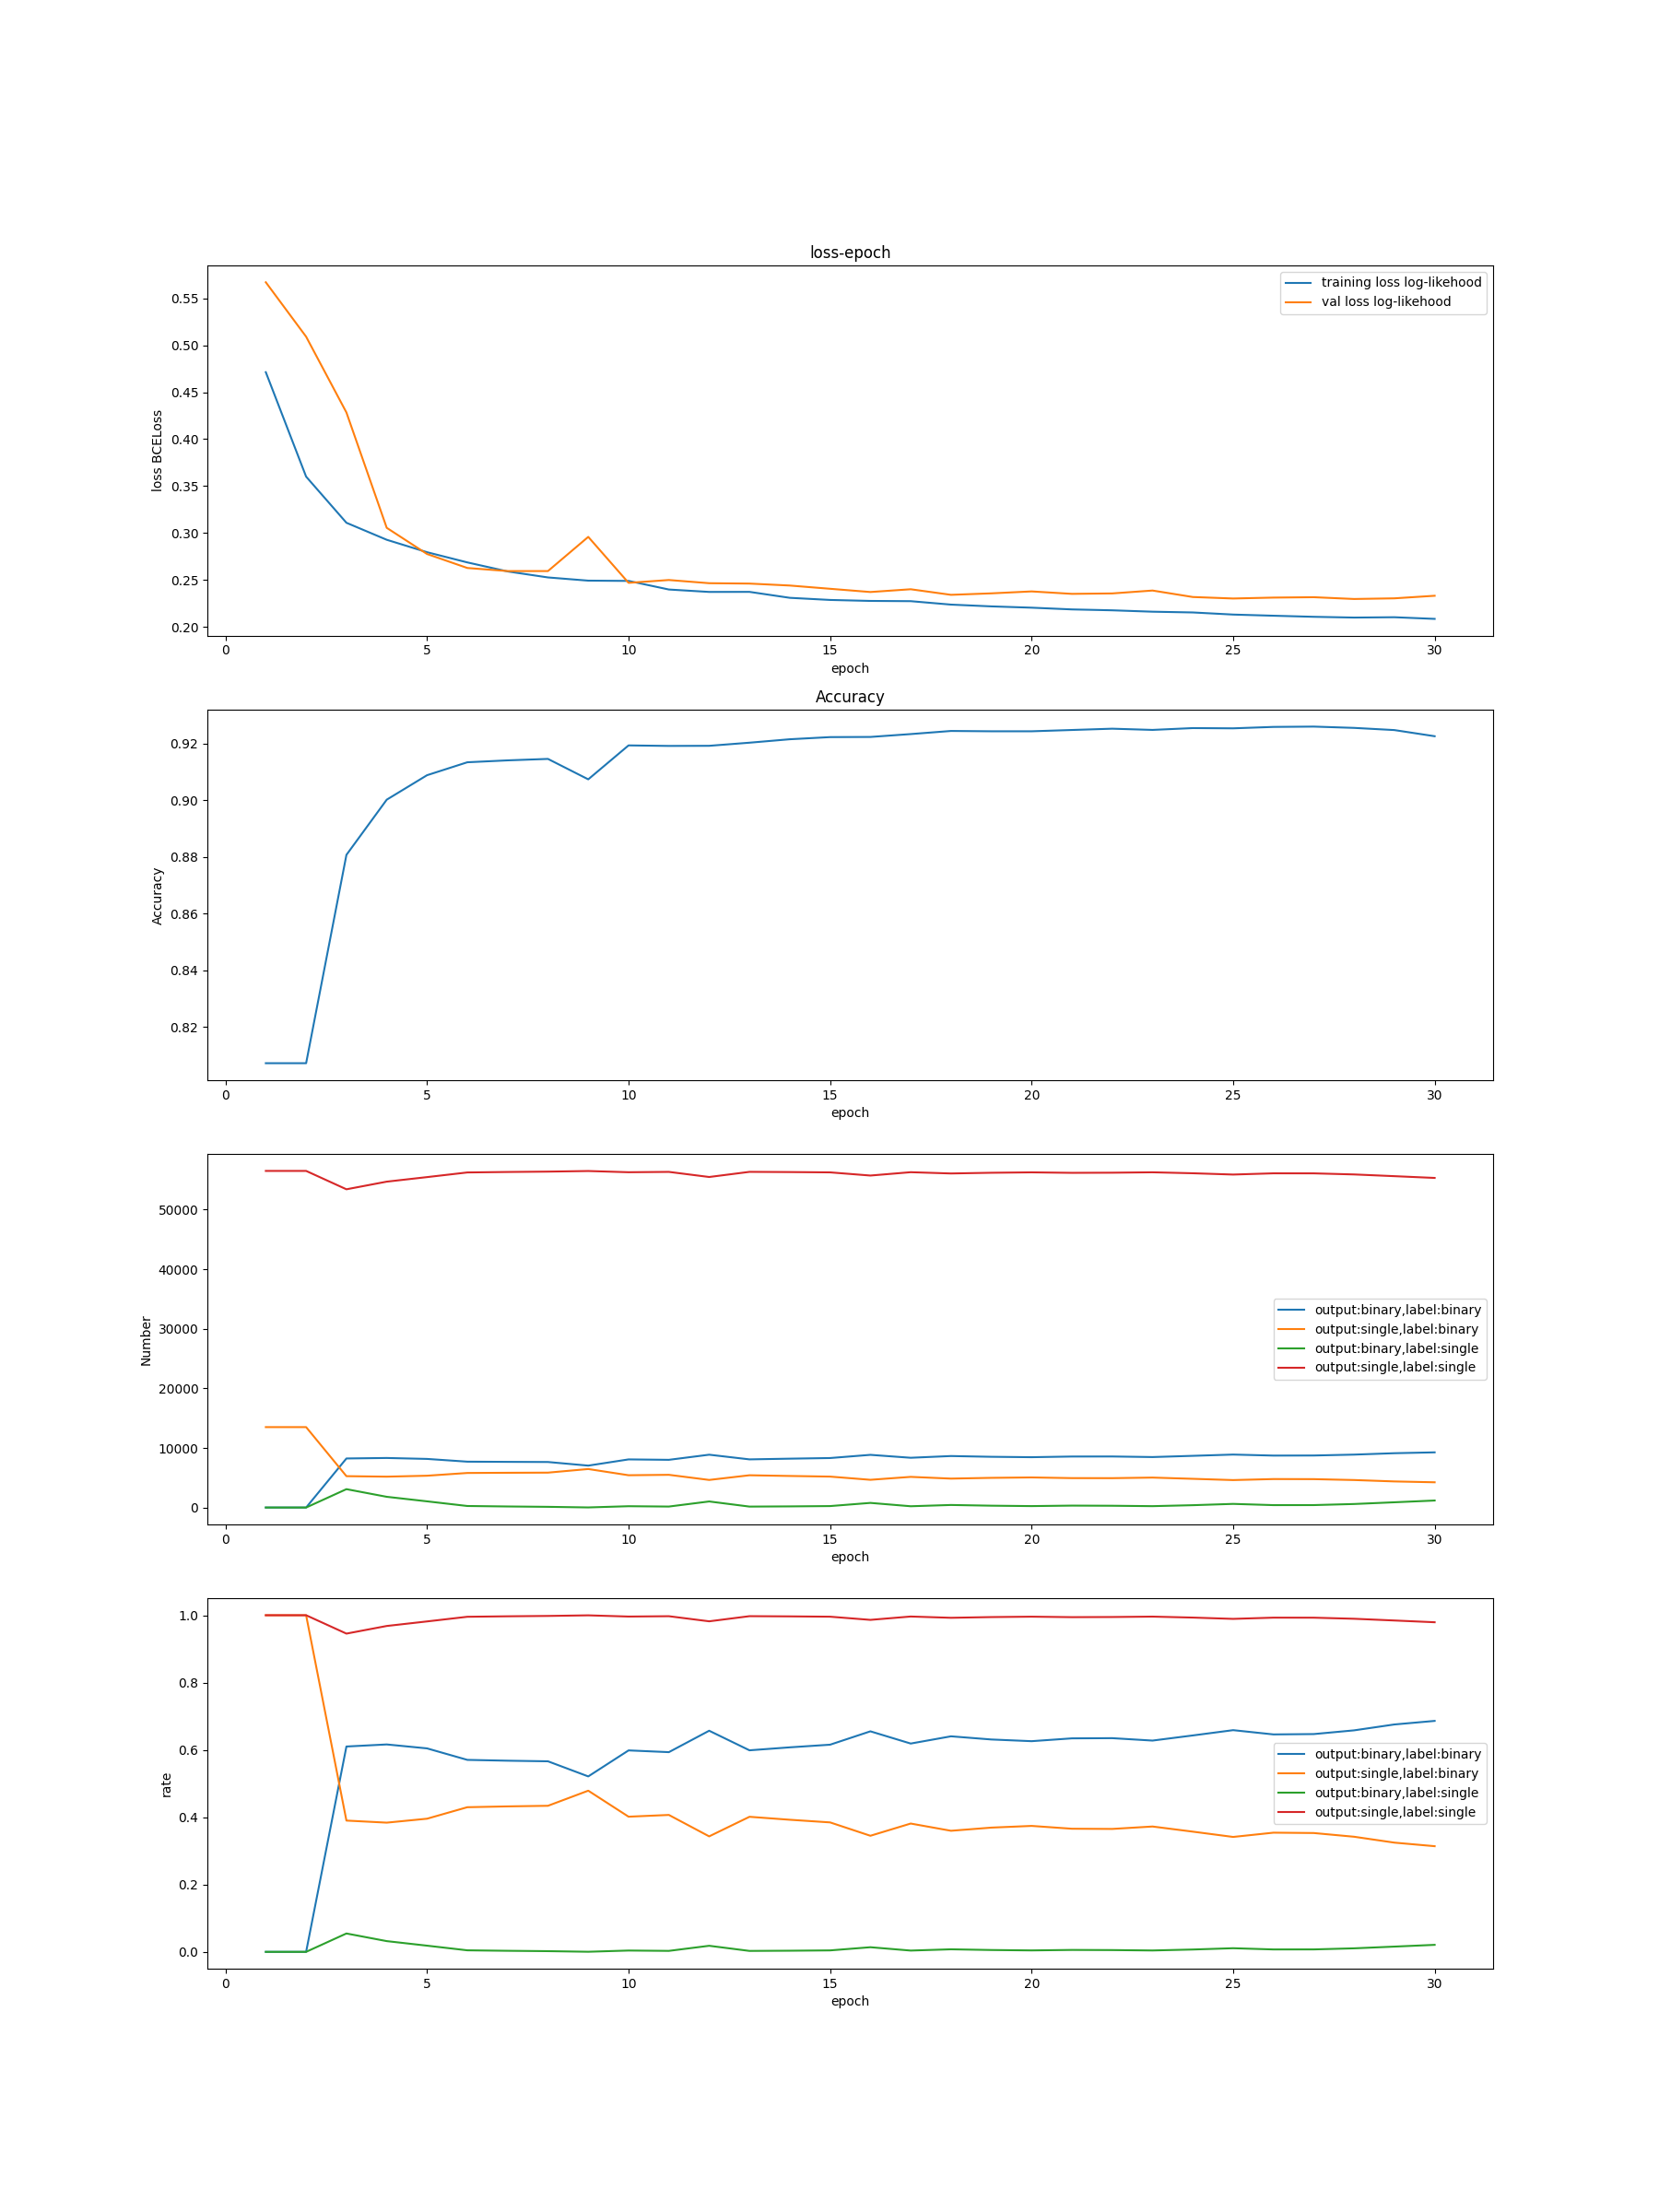 loss-epoch
training loss log-likehood
val loss log-likehood
0.55
0.50
0.45
0.40
0.35
0.30
0.25
0.20
loss BCELoss
0 5 10 15 20 25 30
epoch
Accuracy
0.92
0.90
0.88
0.86
0.84
0.82
Accuracy
0 5 10 15 20 25 30
epoch
50000
40000
30000
20000
10000
0
Number
output:binary,label:binary
output:single,label:binary
output:binary,label:single
output:single,label:single
0 5 10 15 20 25 30
epoch
1.0
0.8
0.6
0.4
0.2
0.0
rate
output:binary,label:binary
output:single,label:binary
output:binary,label:single
output:single,label:single
0 5 10 15 20 25 30
epoch